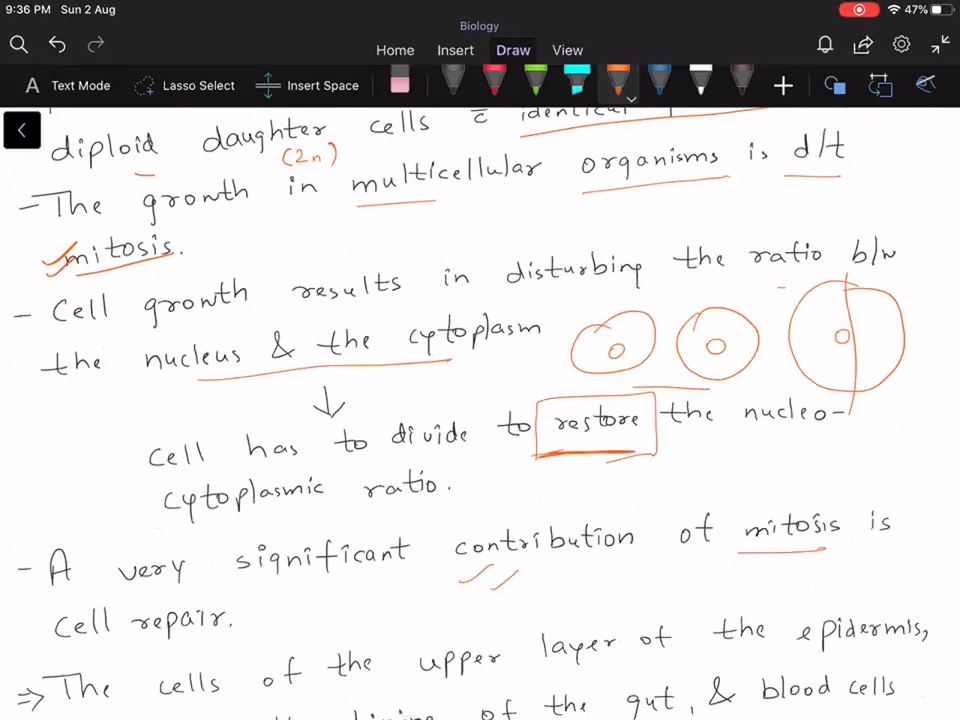 9:36 PM Sun 2 Aug
47%
Biology
Home Insert Draw View
A Text Mode Lasso Select Insert Space
diploid daughter cells c̄ identical
(2n)
- The growth in multicellular organisms is d/t
mitosis.
- Cell growth results in disturbing the ratio b/w
the nucleus & the cytoplasm
↓
Cell has to divide to restore the nucleo-
cytoplasmic ratio.
- A very significant contribution of mitosis is
cell repair.
⇒ The cells of the upper layer of the epidermis,
lining of the gut, & blood cells